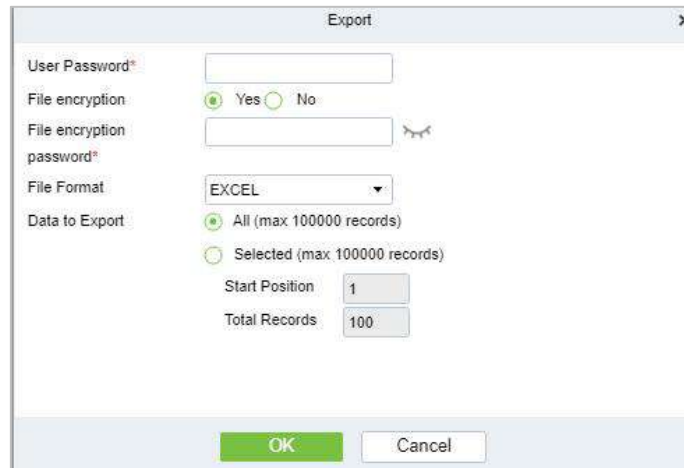 Export
User Password*
File encryption Yes No
File encryption
password*
File Format EXCEL
Data to Export All (max 100000 records)
Selected (max 100000 records)
Start Position 1
Total Records 100
OK Cancel